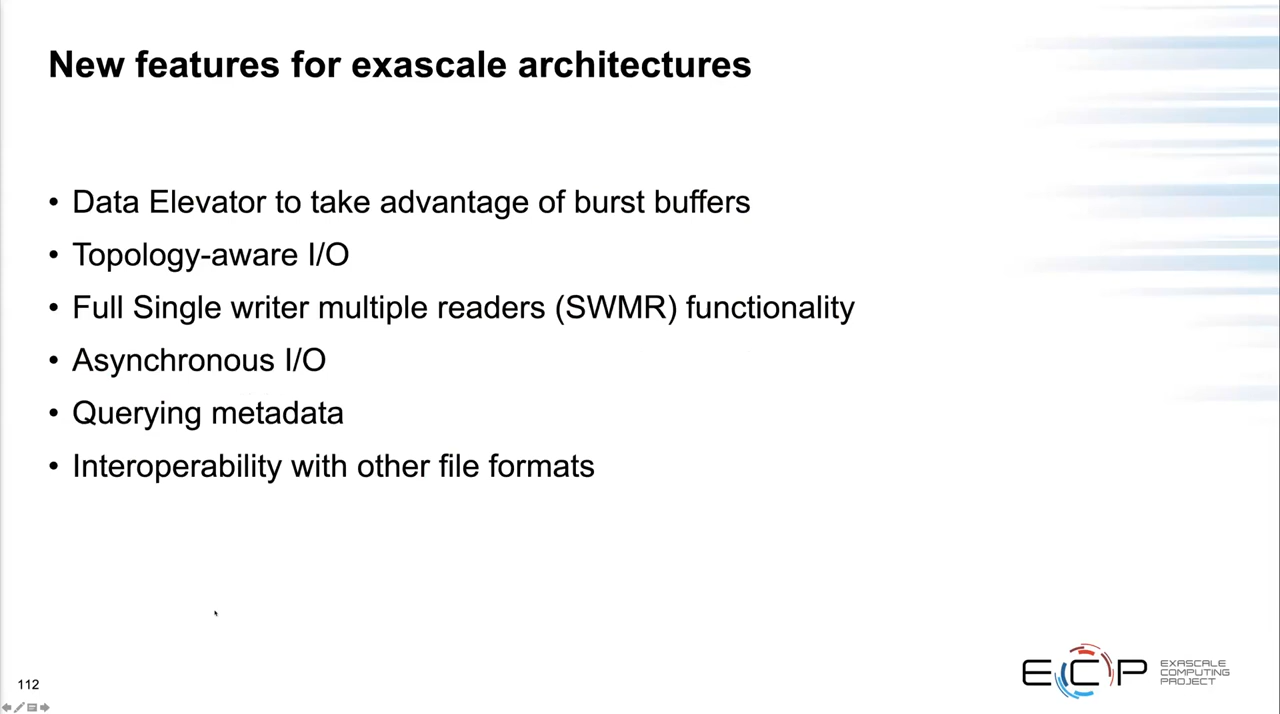 New features for exascale architectures
• Data Elevator to take advantage of burst buffers
• Topology-aware I/O
• Full Single writer multiple readers (SWMR) functionality
• Asynchronous I/O
• Querying metadata
• Interoperability with other file formats
112
ECP
EXASCALE
COMPUTING
PROJECT